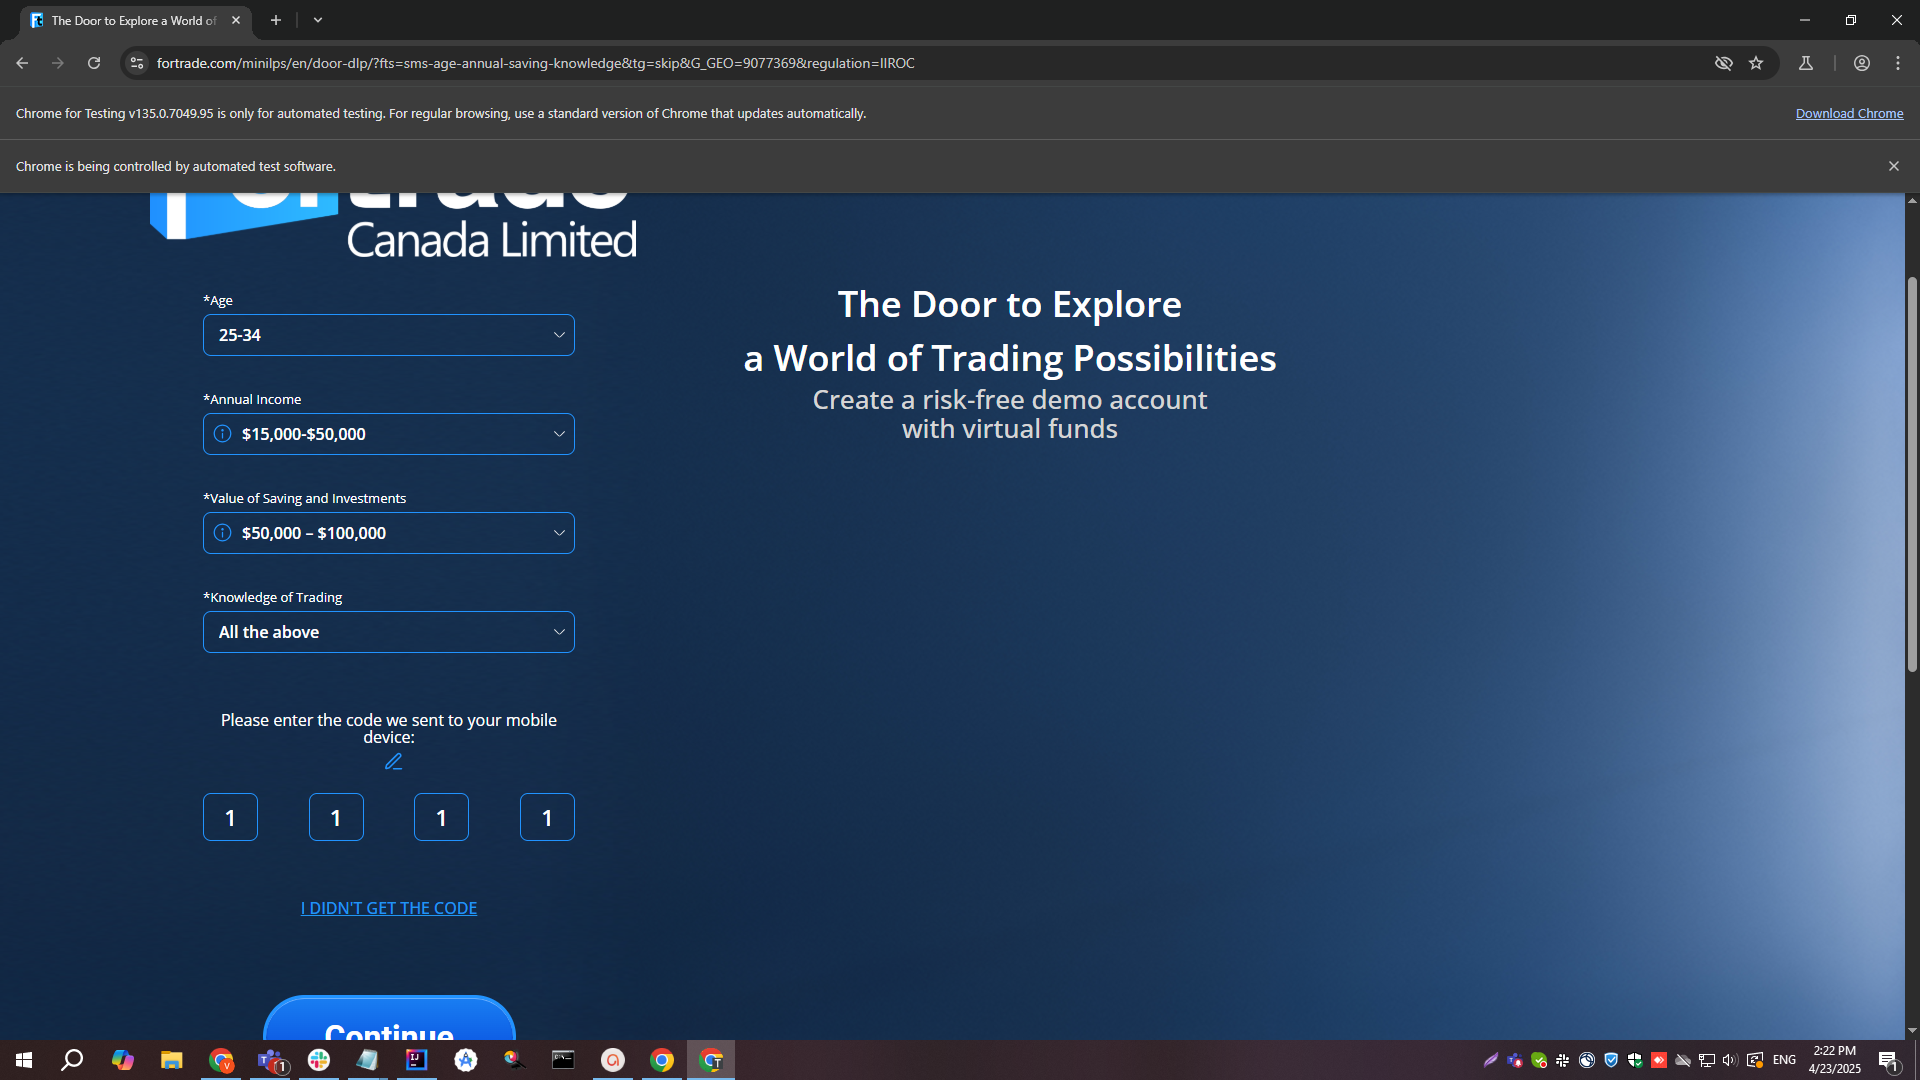 The Door to Explore a World of
fortrade.com/minilps/en/door-dlp/?fts=sms-age-annual-saving-knowledge&tg=skip&G_GEO=9077369&regulation=IIROC
Chrome for Testing v135.0.7049.95 is only for automated testing. For regular browsing, use a standard version of Chrome that updates automatically.
Download Chrome
Chrome is being controlled by automated test software.
Canada Limited
*Age
25-34
*Annual Income
$15,000-$50,000
*Value of Saving and Investments
$50,000 – $100,000
*Knowledge of Trading
All the above
Please enter the code we sent to your mobile
device:
1 1 1 1
I DIDN'T GET THE CODE
Continue
The Door to Explore
a World of Trading Possibilities
Create a risk-free demo account
with virtual funds
ENG
2:22 PM
4/23/2025